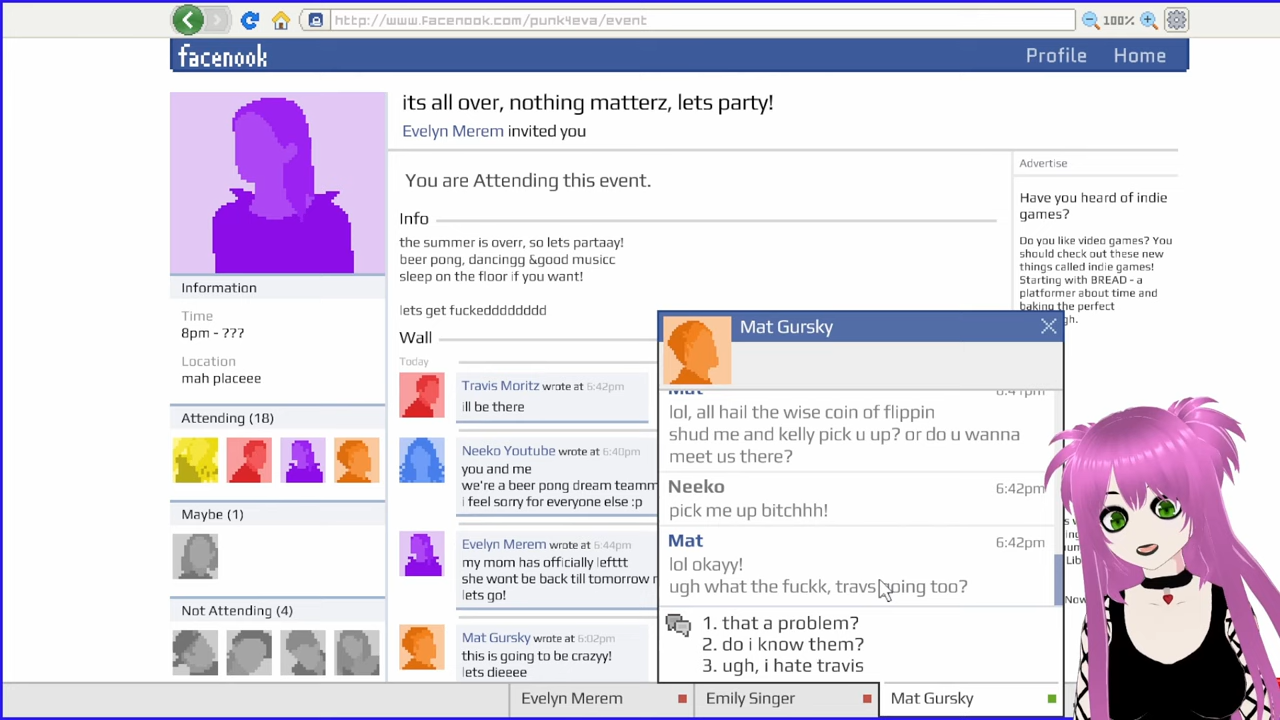 http://www.facenook.com/punk4eva/event
100%
facenook
Profile
Home
its all over, nothing matterz, lets party!
Evelyn Merem invited you
You are Attending this event.
Info
the summer is overr, so lets partaay!
beer pong, dancingg &good musicc
sleep on the floor if you want!
lets get fuckeddddddd
Wall
Today
Travis Moritz wrote at 6:42pm
ill be there
Neeko Youtube wrote at 6:40pm
you and me
we're a beer pong dream teamm
i feel sorry for everyone else :p
Evelyn Merem wrote at 6:44pm
my mom has officially lefttt
she wont be back till tomorrow
lets go!
Mat Gursky wrote at 6:02pm
this is going to be crazyy!
lets dieeee
Information
Time
8pm - ???
Location
mah placeee
Attending (18)
Maybe (1)
Not Attending (4)
Advertise
Have you heard of indie
games?
Do you like video games? You
should check out these new
things called indie games!
Starting with BREAD - a
platformer about time and
baking the perfect
Mat Gursky
Mat
6:41pm
lol, all hail the wise coin of flippin
shud me and kelly pick u up? or do u wanna
meet us there?
Neeko
6:42pm
pick me up bitchhh!
Mat
6:42pm
lol okayy!
ugh what the fuckk, travs going too?
1. that a problem?
2. do i know them?
3. ugh, i hate travis
Evelyn Merem
Emily Singer
Mat Gursky